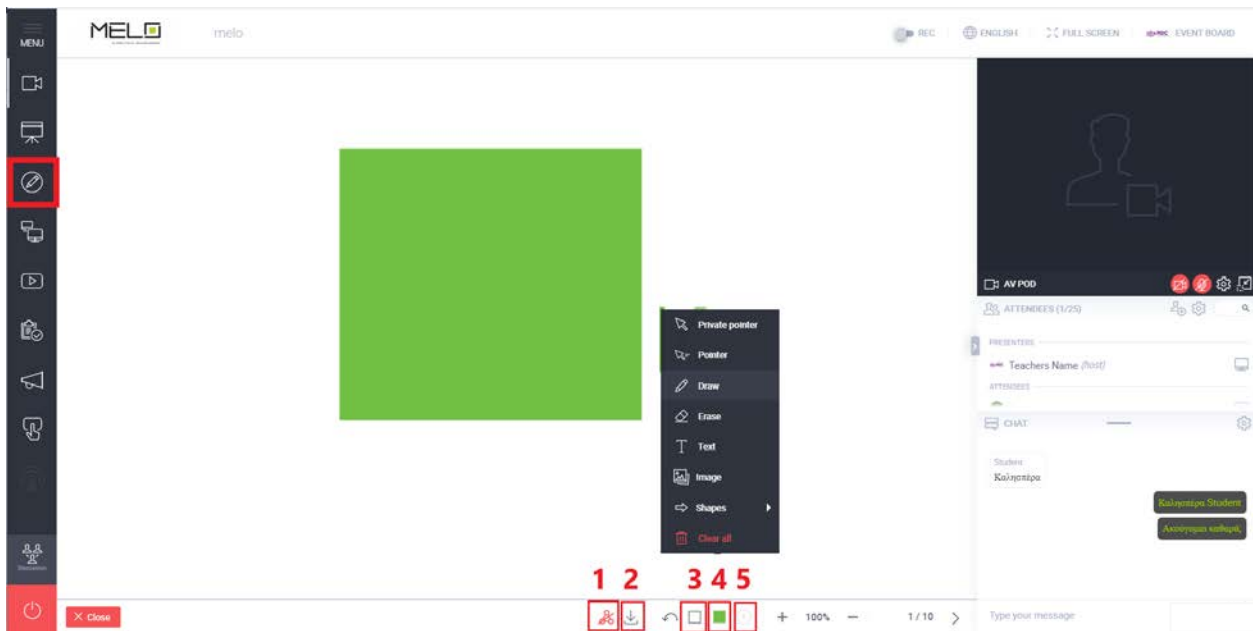 MENU
MELO
melo
REC
ENGLISH
FULL SCREEN
EVENT BOARD
AV POD
ATTENDEES (1/25)
PRESENTERS
Teachers Name (host)
ATTENDEES
CHAT
Student
Καλησπέρα
Καλησπέρα Student
Ακούγομαι καθαρά;
Private pointer
Pointer
Draw
Erase
Text
Image
Shapes
Clear all
1 2 3 4 5
Close
100%
1 / 10
Type your message